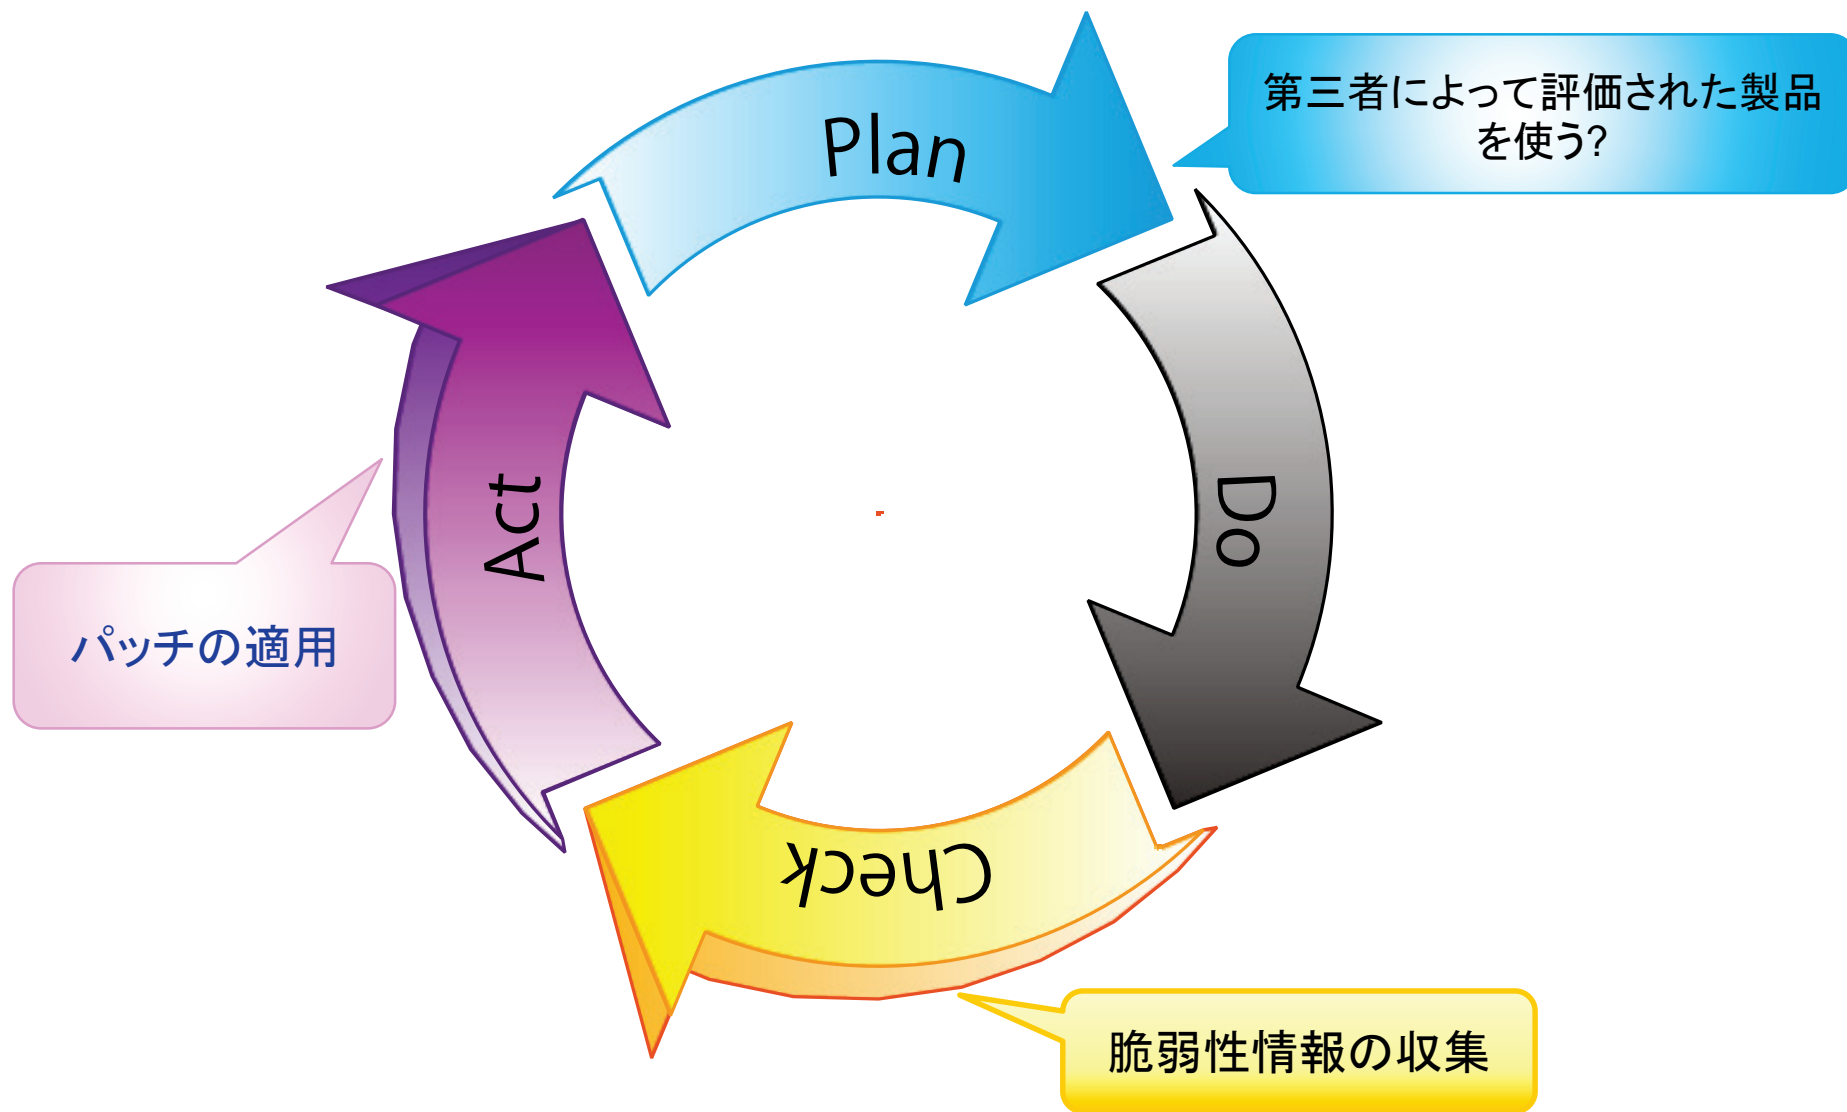 Plan
第三者によって評価された製品
を使う?
Do
Act
パッチの適用
Check
脆弱性情報の収集